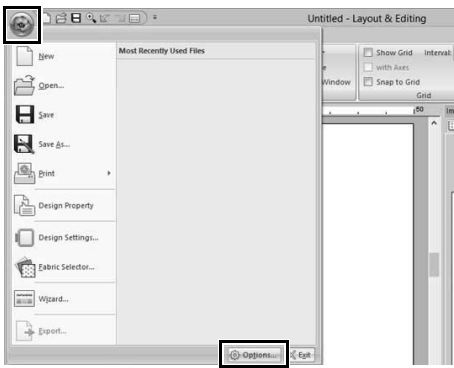 Untitled - Layout & Editing
Most Recently Used Files
New
Open...
Save
Save As...
Print
Design Property
Design Settings...
Fabric Selector...
Wizard...
Export...
Options...
Exit
Show Grid Interval:
with Axes
Window
Snap to Grid
Grid
50